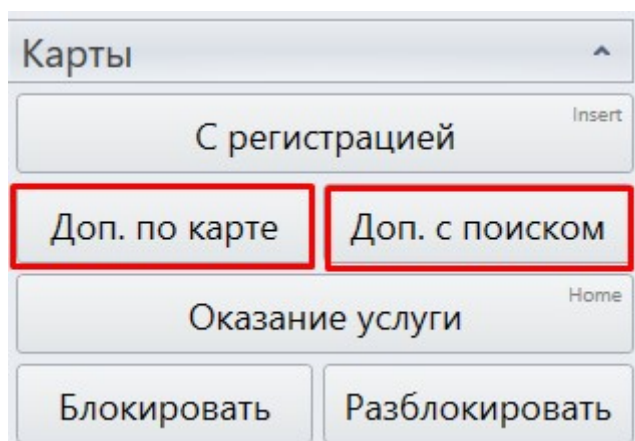 Карты
С регистрацией
Insert
Доп. по карте
Доп. с поиском
Оказание услуги
Home
Блокировать
Разблокировать